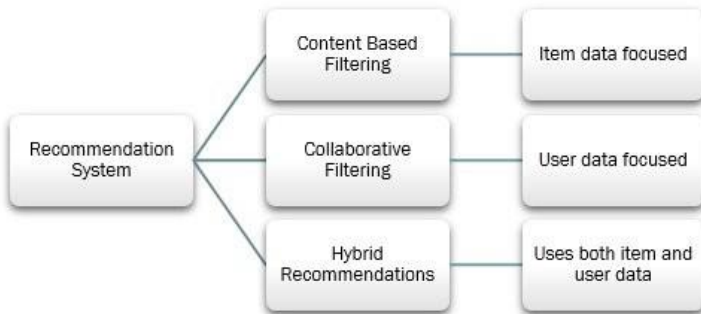 Content Based
Filtering
Item data focused
Recommendation
System
Collaborative
Filtering
User data focused
Hybrid
Recommendations
Uses both item and
user data